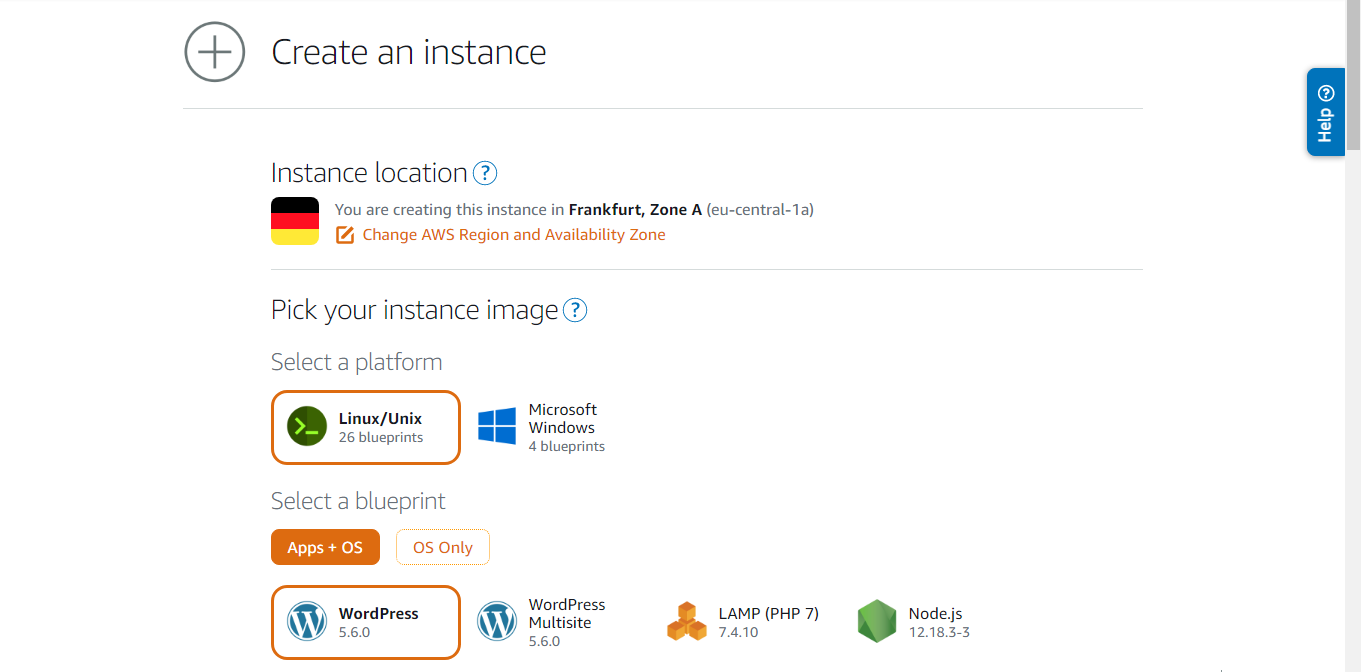 Create an instance
Help
Instance location
You are creating this instance in Frankfurt, Zone A (eu-central-1a)
Change AWS Region and Availability Zone
Pick your instance image
Select a platform
Linux/Unix
26 blueprints
Microsoft
Windows
4 blueprints
Select a blueprint
Apps + OS
OS Only
WordPress
5.6.0
WordPress
Multisite
5.6.0
LAMP (PHP 7)
7.4.10
Node.js
12.18.3-3